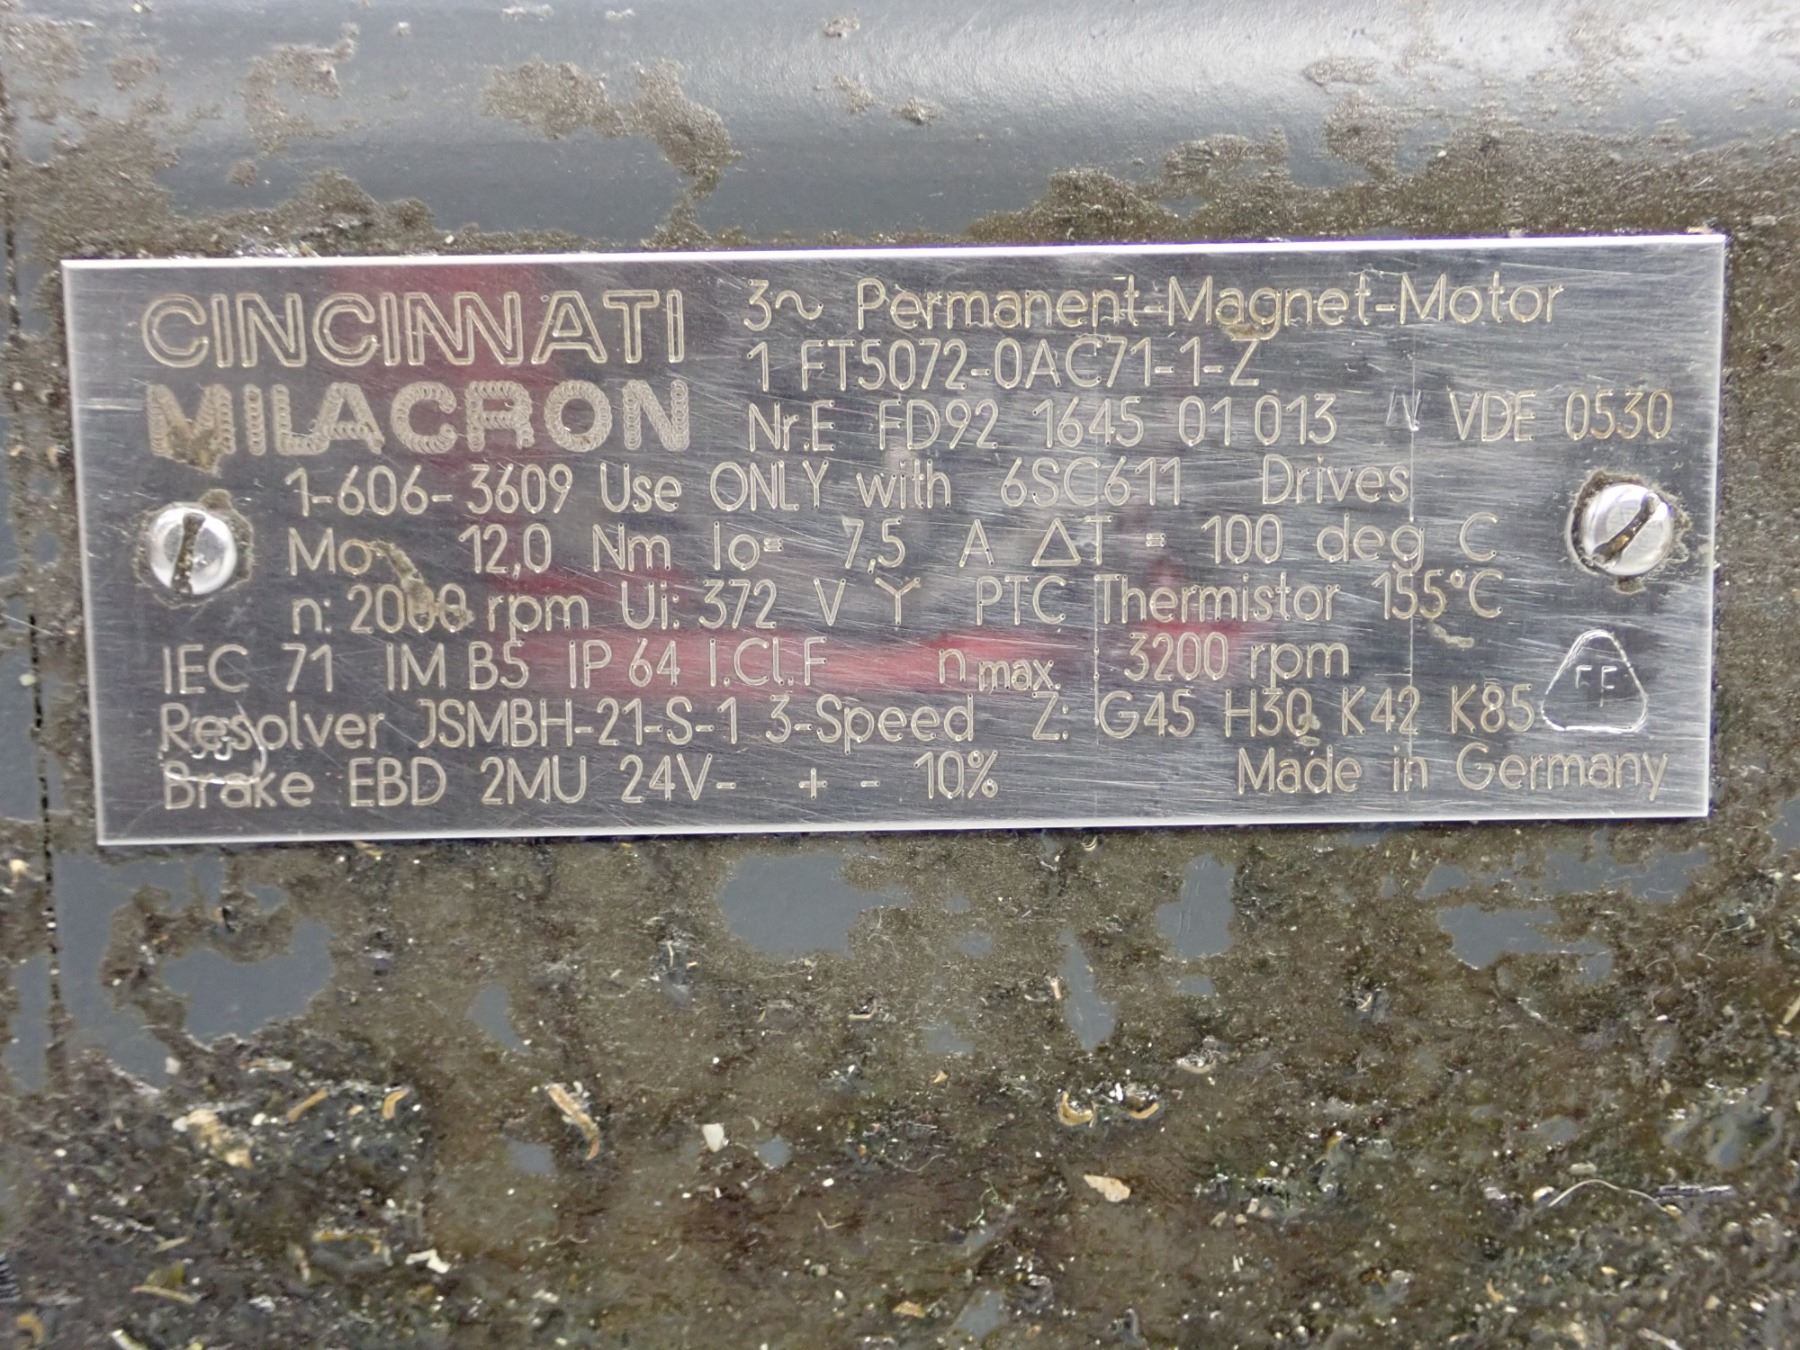 CINCINNATI
MILACRON
3~ Permanent-Magnet-Motor
1 FT5072-0AC71-1-Z
Nr.E FD92 1645 01 013 VDE 0530
1-606-3609 Use ONLY with 6SC611 Drives
Mo 12,0 Nm Io= 7,5 A ΔT = 100 deg C
n: 2000 rpm Ui: 372 V Y PTC Thermistor 155°C
IEC 71 IM B5 IP 64 I.Cl.F nmax. 3200 rpm
Resolver JSMBH-21-S-1 3-Speed Z: G45 H30 K42 K85
Brake EBD 2MU 24V- + - 10% Made in Germany